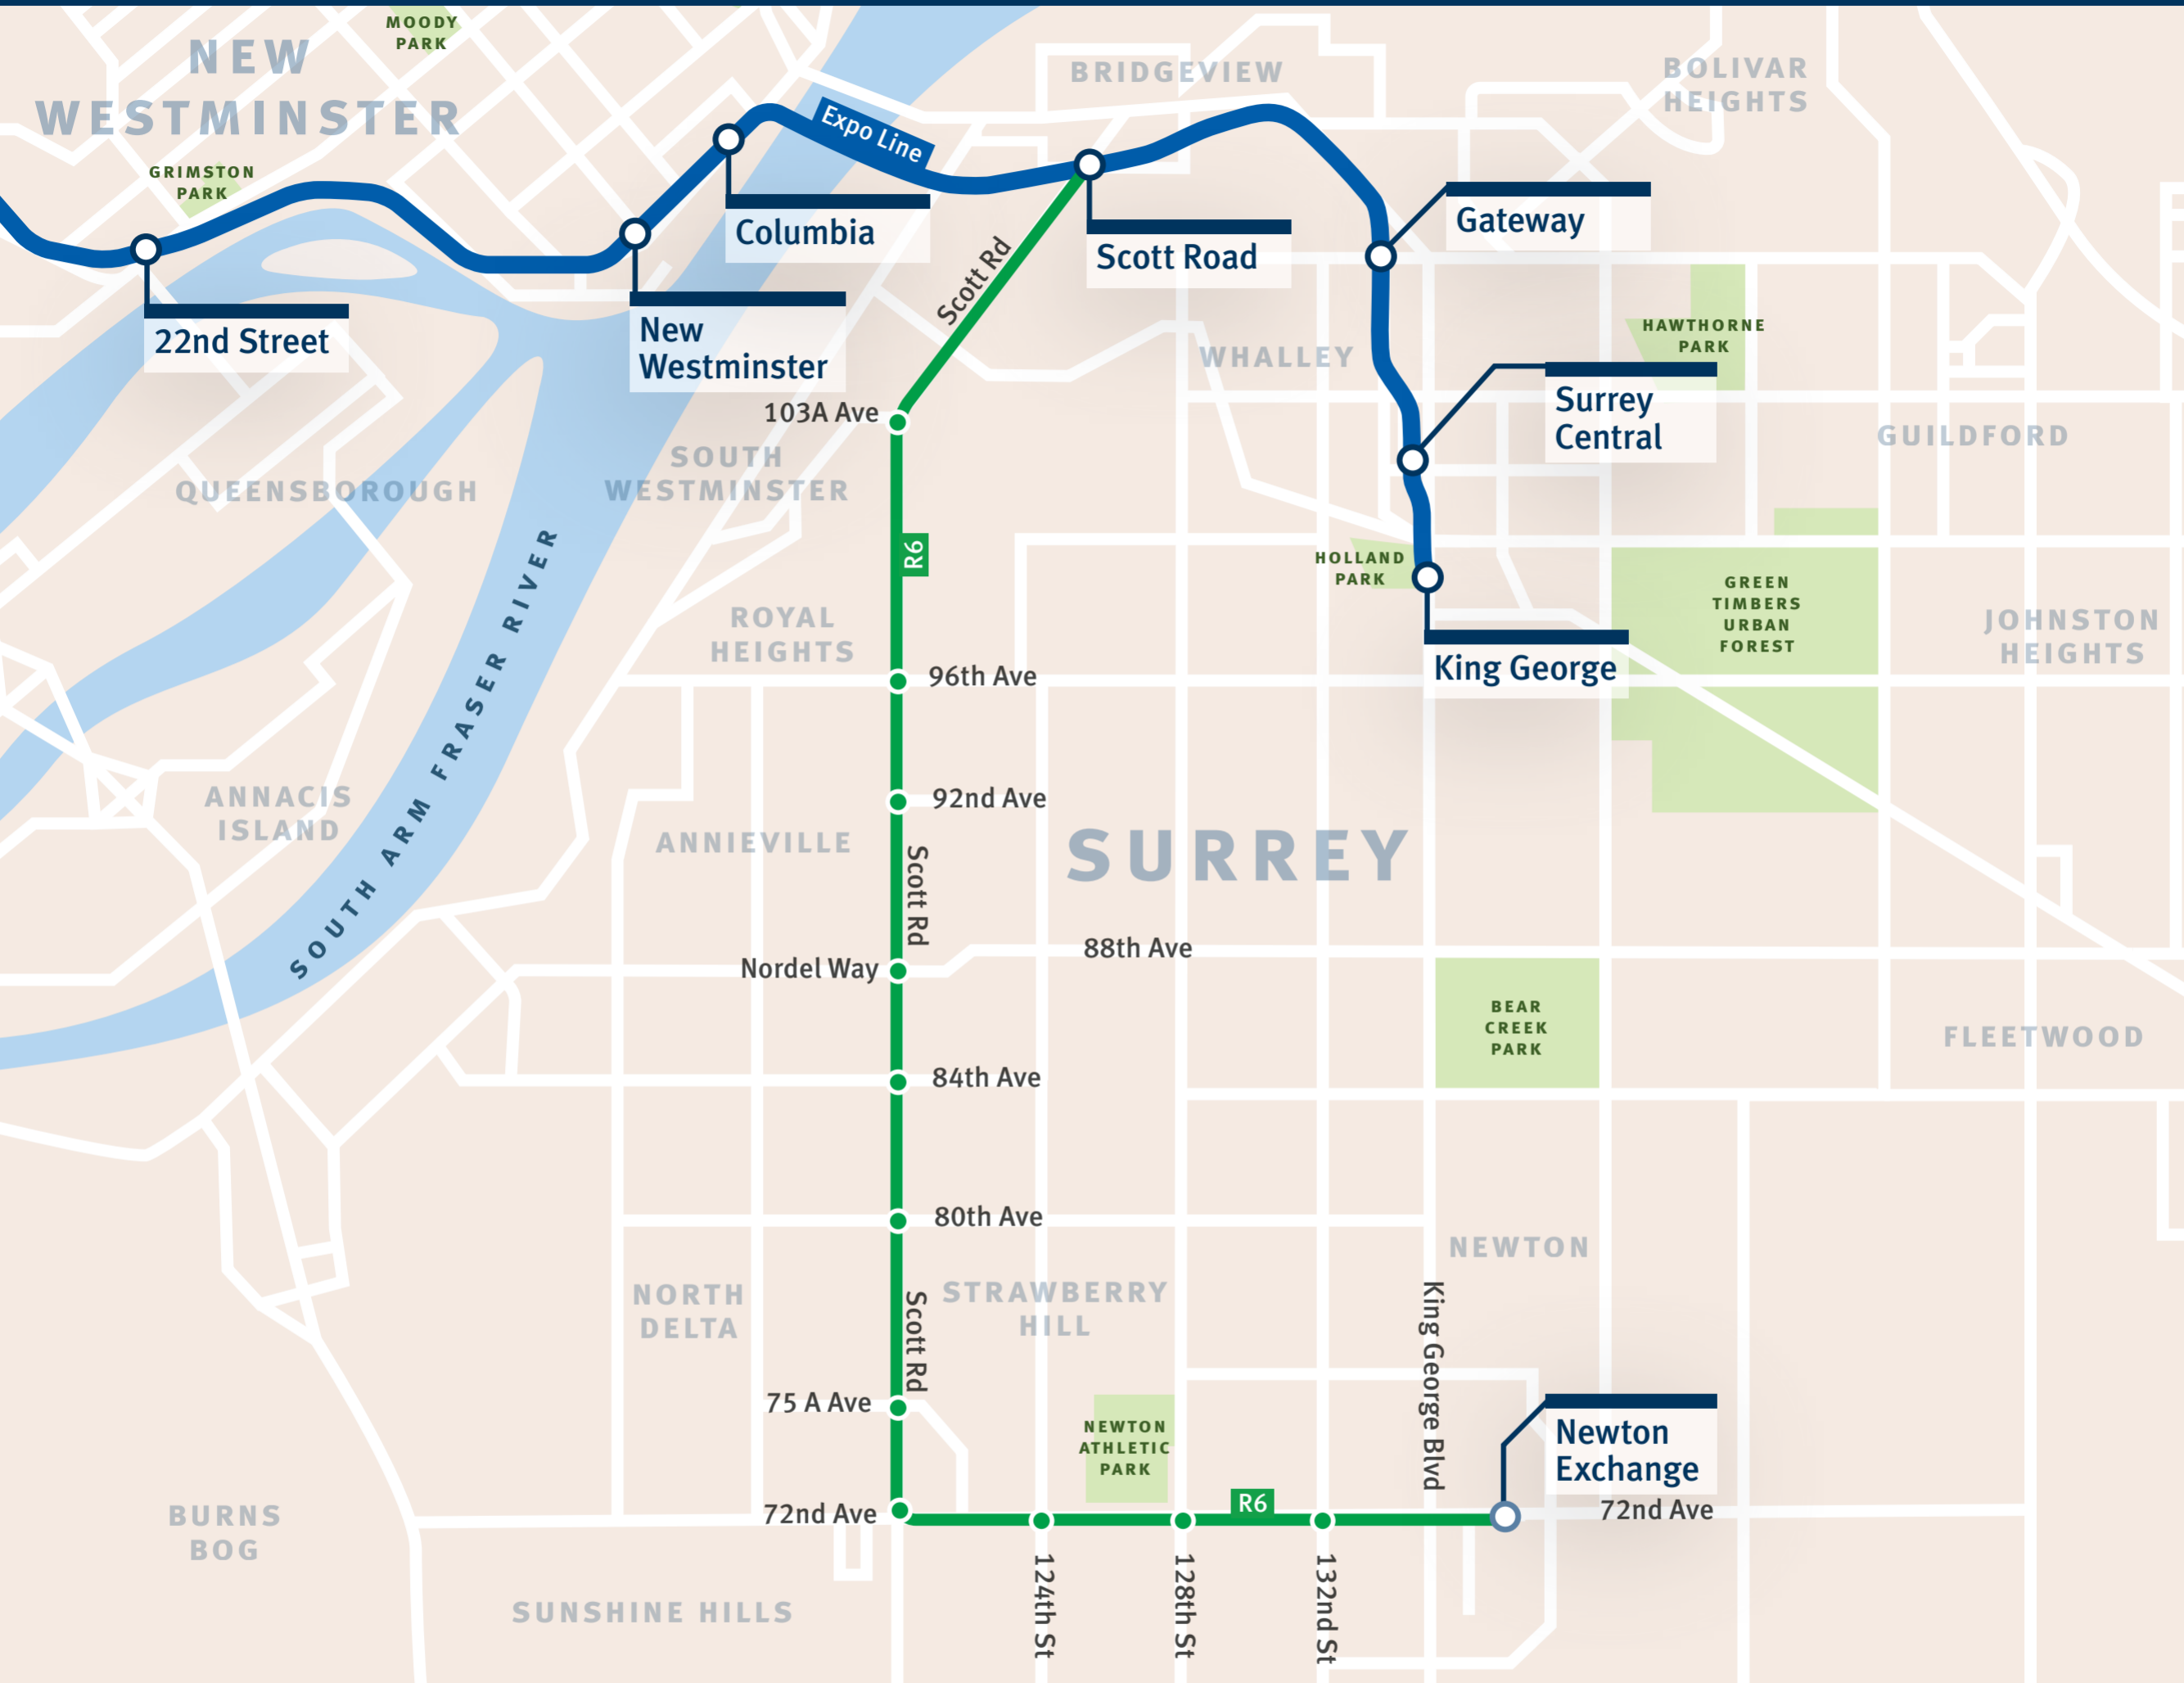 MOODY
PARK
NEW
WESTMINSTER
BRIDGEVIEW
BOLIVAR
HEIGHTS
Expo Line
GRIMSTON
PARK
Columbia
Scott Road
Gateway
22nd Street
New
Westminster
Scott Rd
WHALLEY
HAWTHORNE
PARK
Surrey
Central
GUILDFORD
103A Ave
SOUTH
WESTMINSTER
QUEENSBOROUGH
R6
HOLLAND
PARK
GREEN
TIMBERS
URBAN
FOREST
JOHNSTON
HEIGHTS
ROYAL
HEIGHTS
King George
96th Ave
SOUTH ARM FRASER RIVER
ANNACIS
ISLAND
92nd Ave
ANNIEVILLE
SURREY
Scott Rd
88th Ave
Nordel Way
BEAR
CREEK
PARK
FLEETWOOD
84th Ave
80th Ave
NEWTON
NORTH
DELTA
STRAWBERRY
HILL
Scott Rd
King George Blvd
75 A Ave
NEWTON
ATHLETIC
PARK
Newton
Exchange
R6
72nd Ave
72nd Ave
BURNS
BOG
SUNSHINE HILLS
124th St
128th St
132nd St